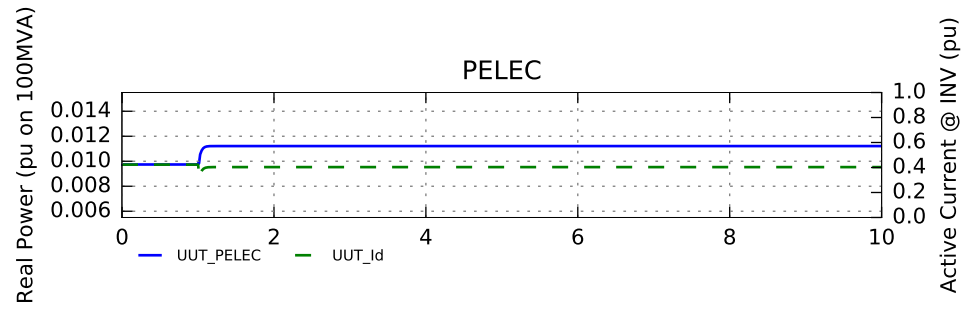 PELEC
Real Power (pu on 100MVA)
0.014
0.012
0.010
0.008
0.006
1.0
0.8
0.6
0.4
0.2
0.0
Active Current @ INV (pu)
0 2 4 6 8 10
UUT_PELEC UUT_Id